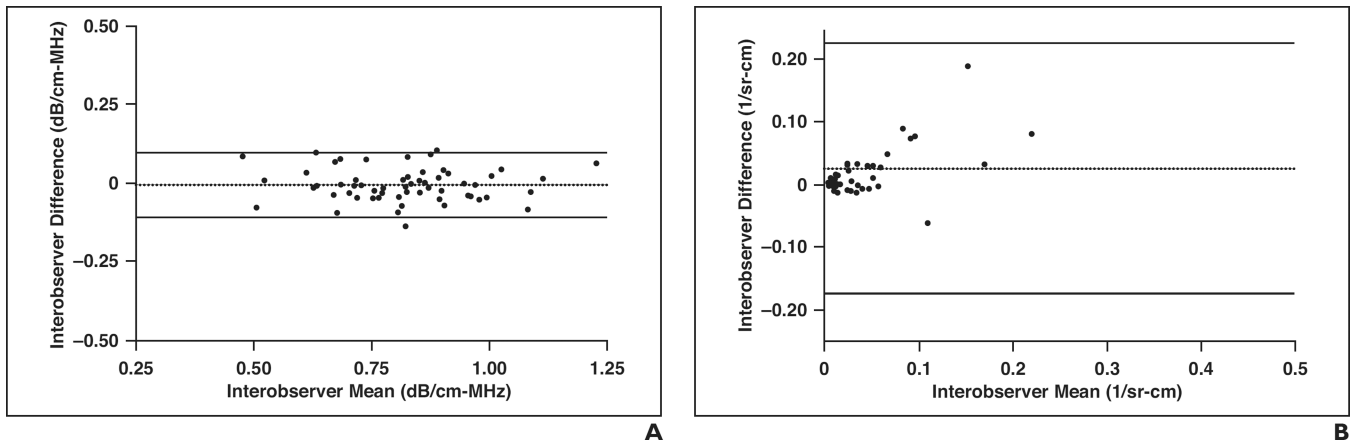 Interobserver Difference (dB/cm-MHz)
0.50
0.25
0
–0.25
–0.50
0.25 0.50 0.75 1.00 1.25
Interobserver Mean (dB/cm-MHz)
A
Interobserver Difference (1/sr-cm)
0.20
0.10
0
–0.10
–0.20
0 0.1 0.2 0.3 0.4 0.5
Interobserver Mean (1/sr-cm)
B